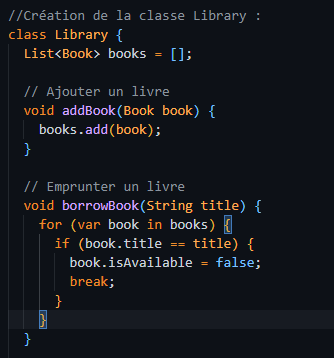 //Création de la classe Library :
class Library {
  List<Book> books = [];

  // Ajouter un livre
  void addBook(Book book) {
    books.add(book);
  }

  // Emprunter un livre
  void borrowBook(String title) {
    for (var book in books) {
      if (book.title == title) {
        book.isAvailable = false;
        break;
      }
    }
  }